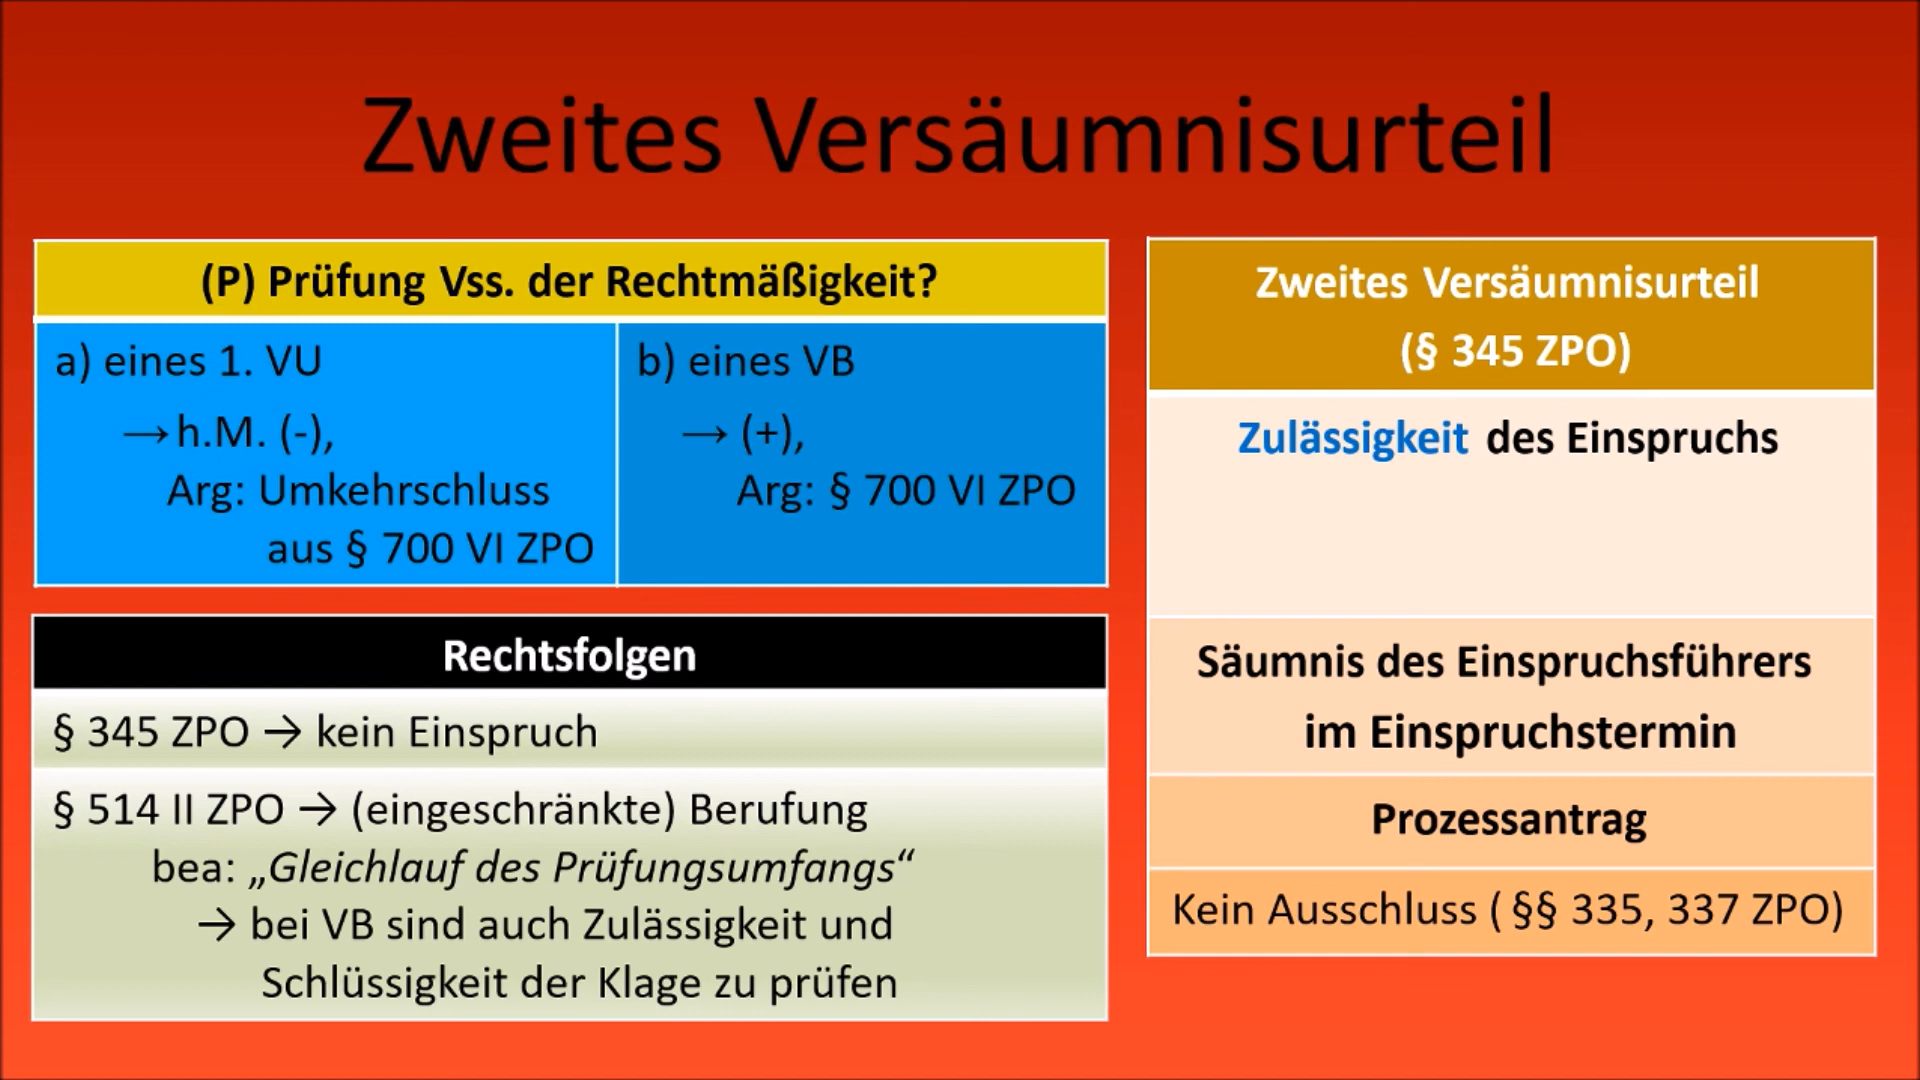 Zweites Versäumnisurteil
(P) Prüfung Vss. der Rechtmäßigkeit?
a) eines 1. VU
→ h.M. (-),
Arg: Umkehrschluss
aus § 700 VI ZPO
b) eines VB
→ (+),
Arg: § 700 VI ZPO
Rechtsfolgen
§ 345 ZPO → kein Einspruch
§ 514 II ZPO → (eingeschränkte) Berufung
bea: „Gleichlauf des Prüfungsumfangs“
→ bei VB sind auch Zulässigkeit und
Schlüssigkeit der Klage zu prüfen
Zweites Versäumnisurteil
(§ 345 ZPO)
Zulässigkeit des Einspruchs
Säumnis des Einspruchsführers
im Einspruchstermin
Prozessantrag
Kein Ausschluss ( §§ 335, 337 ZPO)